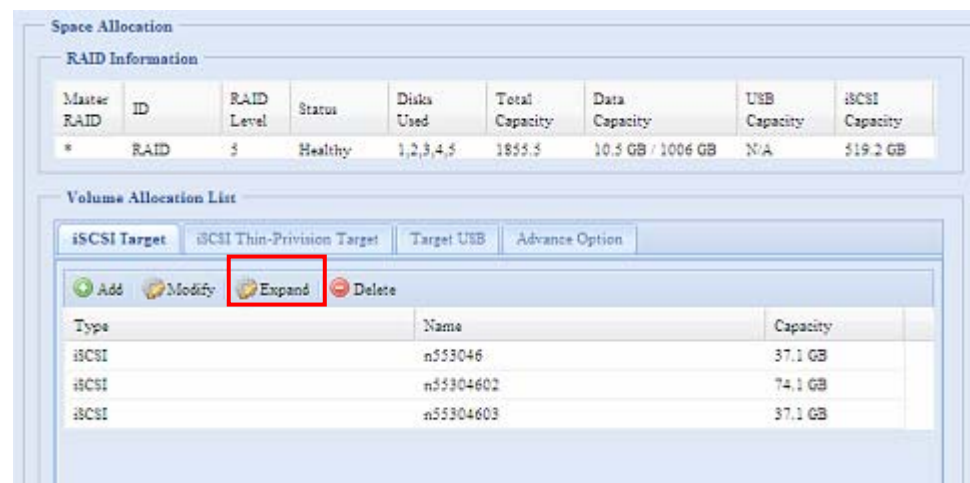 Space Allocation
RAID Information
Master RAID ID RAID Level Status Disks Used Total Capacity Data Capacity USB Capacity iSCSI Capacity
* RAID 5 Healthy 1,2,3,4,5 1855.5 10.5 GB / 1006 GB N/A 519.2 GB
Volume Allocation List
iSCSI Target iSCSI Thin-Privision Target Target USB Advance Option
Add Modify Expand Delete
Type Name Capacity
iSCSI n553046 37.1 GB
iSCSI n55304602 74.1 GB
iSCSI n55304603 37.1 GB